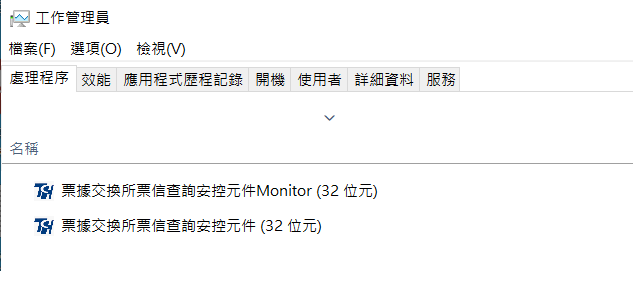 工作管理員
檔案(F) 選項(O) 檢視(V)
處理程序 效能 應用程式歷程記錄 開機 使用者 詳細資料 服務
名稱
票據交換所票信查詢安控元件Monitor (32 位元)
票據交換所票信查詢安控元件 (32 位元)